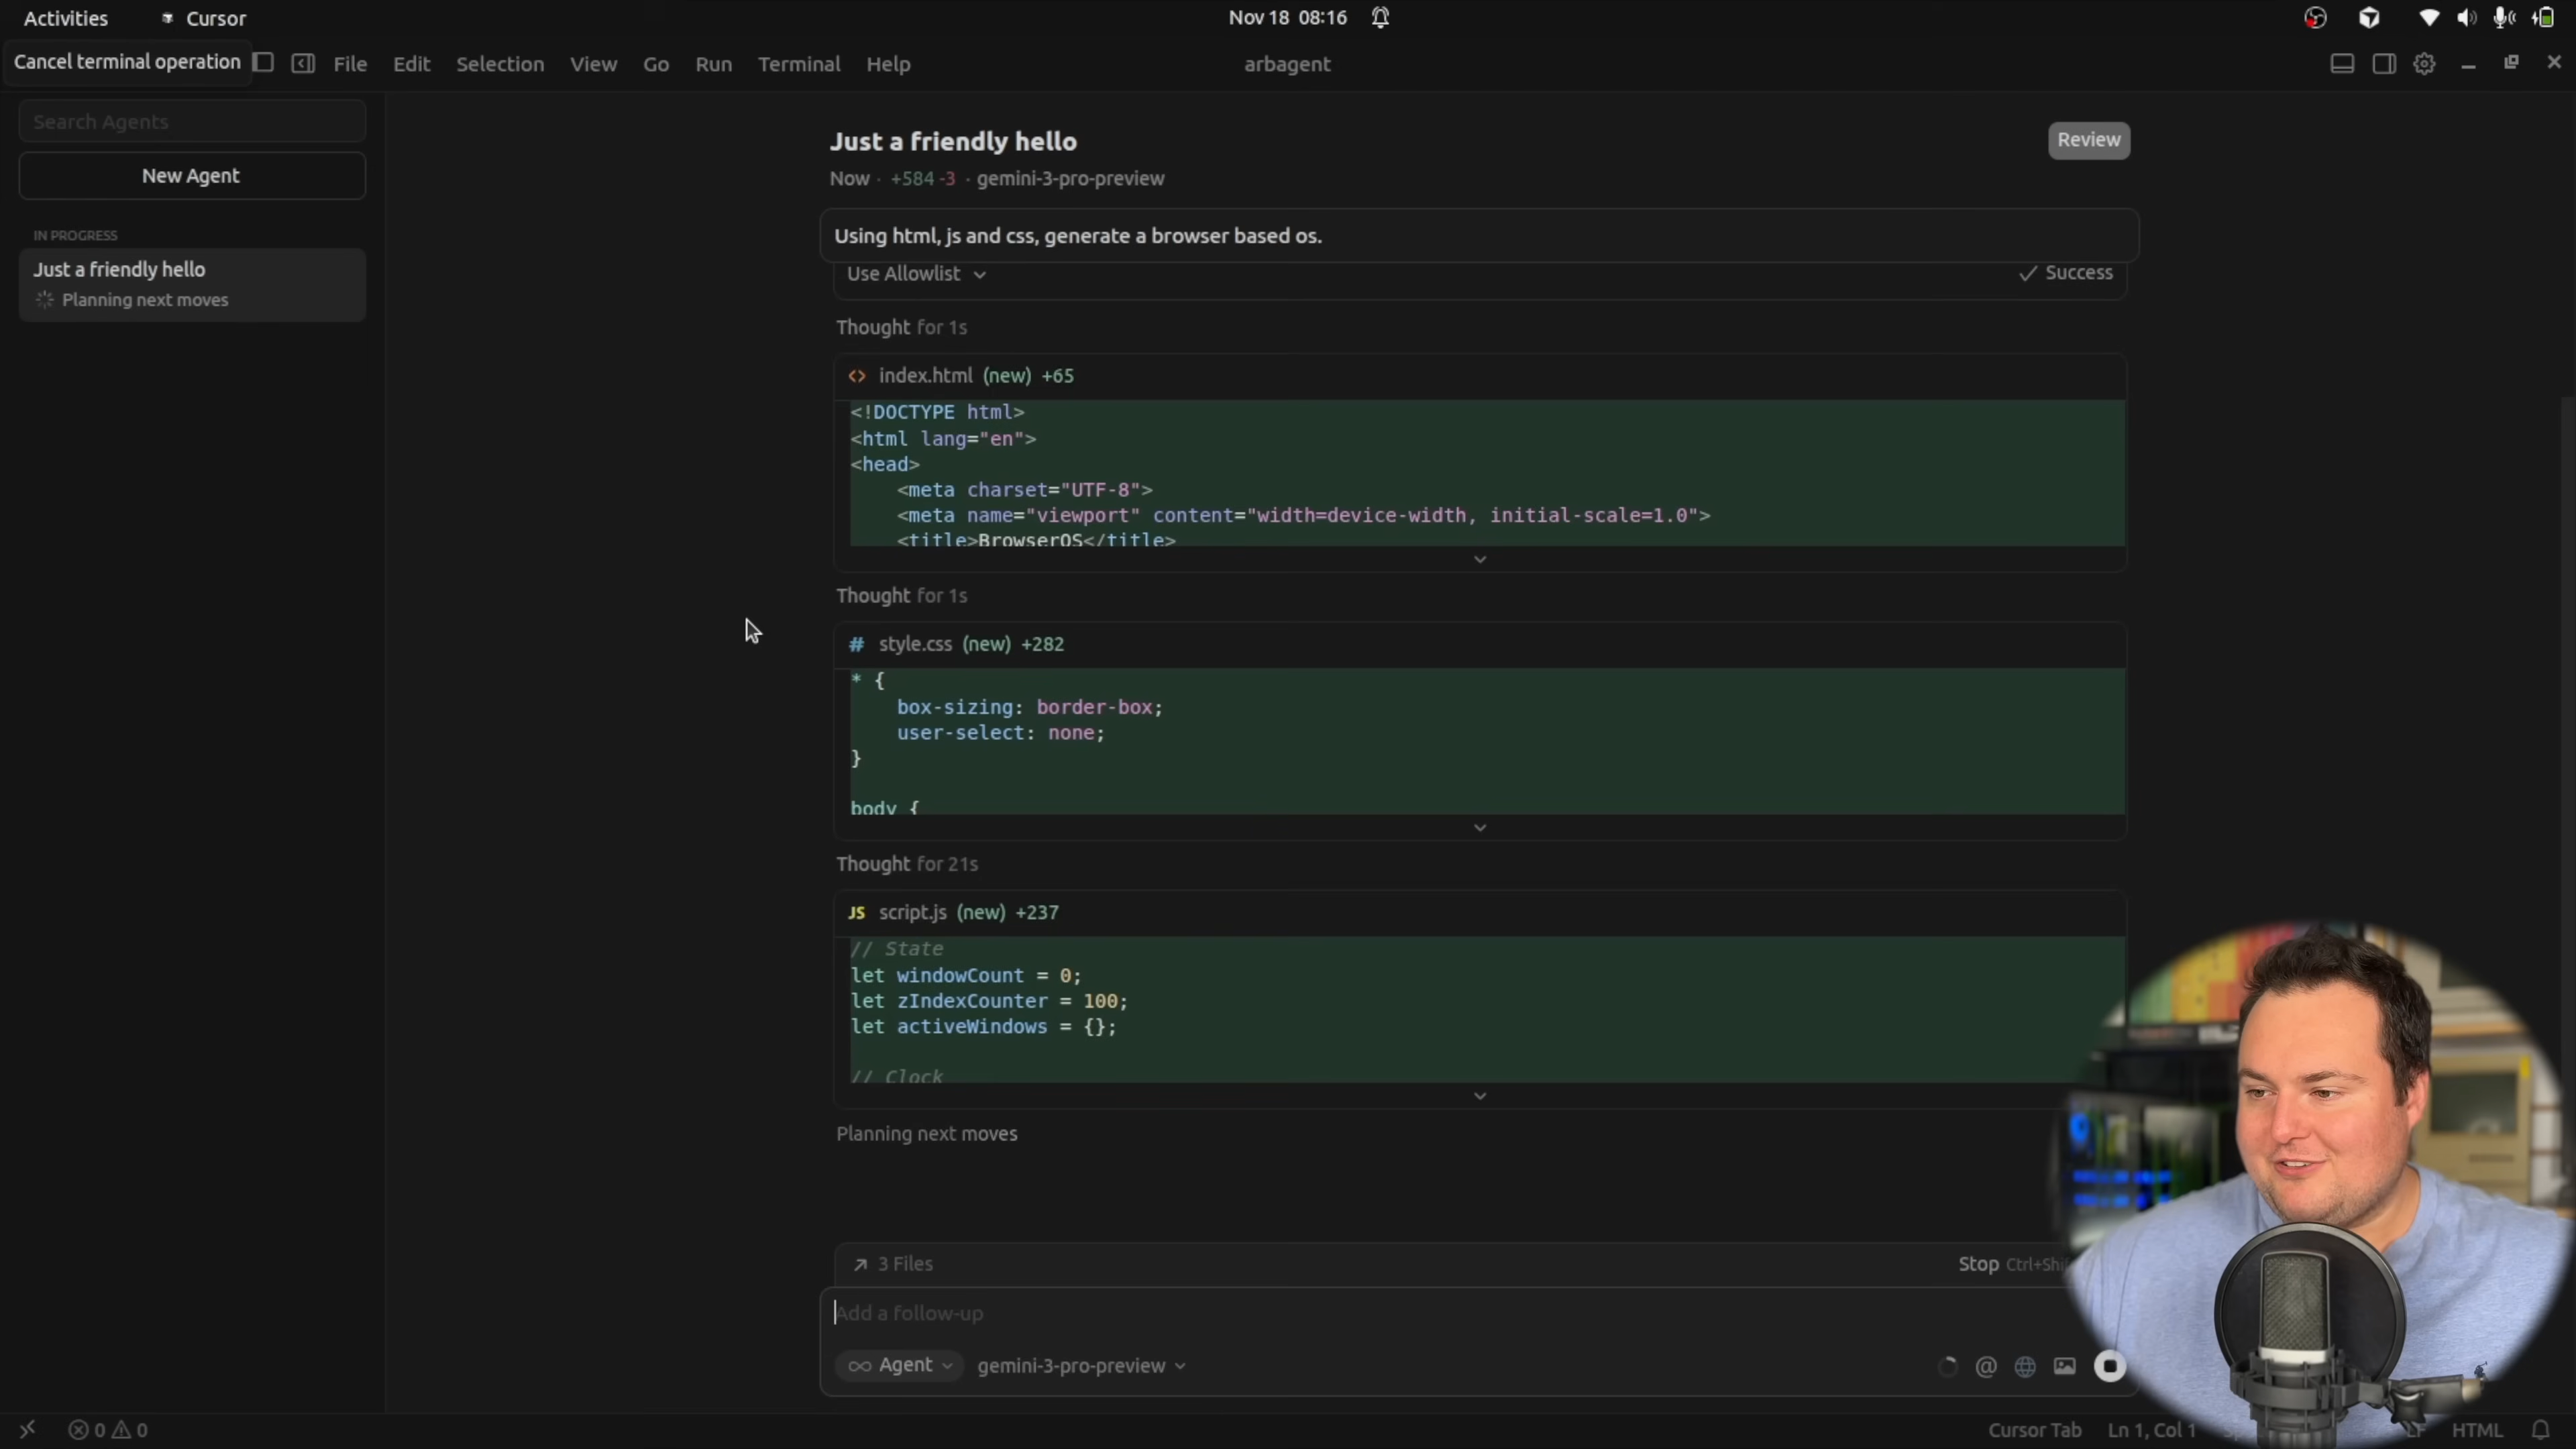 Activities Cursor Nov 18 08:16
Cancel terminal operation File Edit Selection View Go Run Terminal Help arbagent
Search Agents
New Agent
IN PROGRESS
Just a friendly hello
Planning next moves
Just a friendly hello Review
Now · +584 -3 · gemini-3-pro-preview
Using html, js and css, generate a browser based os.
Use Allowlist Success
Thought for 1s
index.html (new) +65
<!DOCTYPE html>
<html lang="en">
<head>
<meta charset="UTF-8">
<meta name="viewport" content="width=device-width, initial-scale=1.0">
<title>BrowserOS</title>
Thought for 1s
# style.css (new) +282
* {
box-sizing: border-box;
user-select: none;
}
body {
Thought for 21s
JS script.js (new) +237
// State
let windowCount = 0;
let zIndexCounter = 100;
let activeWindows = {};
// Clock
Planning next moves
3 Files Stop
Add a follow-up
Agent gemini-3-pro-preview
0 0 Cursor Tab Ln 1, Col 1 LF HTML